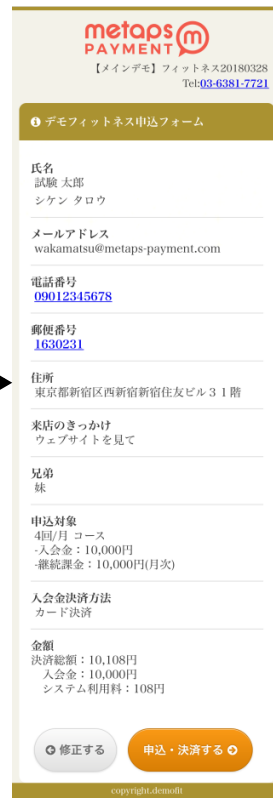 metaps
PAYMENT
【メインデモ】フィットネス20180328
Tel:03-6381-7721
デモフィットネス申込フォーム
氏名
試験 太郎
シケン タロウ
メールアドレス
wakamatsu@metaps-payment.com
電話番号
09012345678
郵便番号
1630231
住所
東京都新宿区西新宿新宿住友ビル３１階
来店のきっかけ
ウェブサイトを見て
兄弟
妹
申込対象
4回/月 コース
-入会金：10,000円
-継続課金：10,000円(月次)
入会金決済方法
カード決済
金額
決済総額：10,108円
入会金：10,000円
システム利用料：108円
修正する
申込・決済する
copyright.demofit